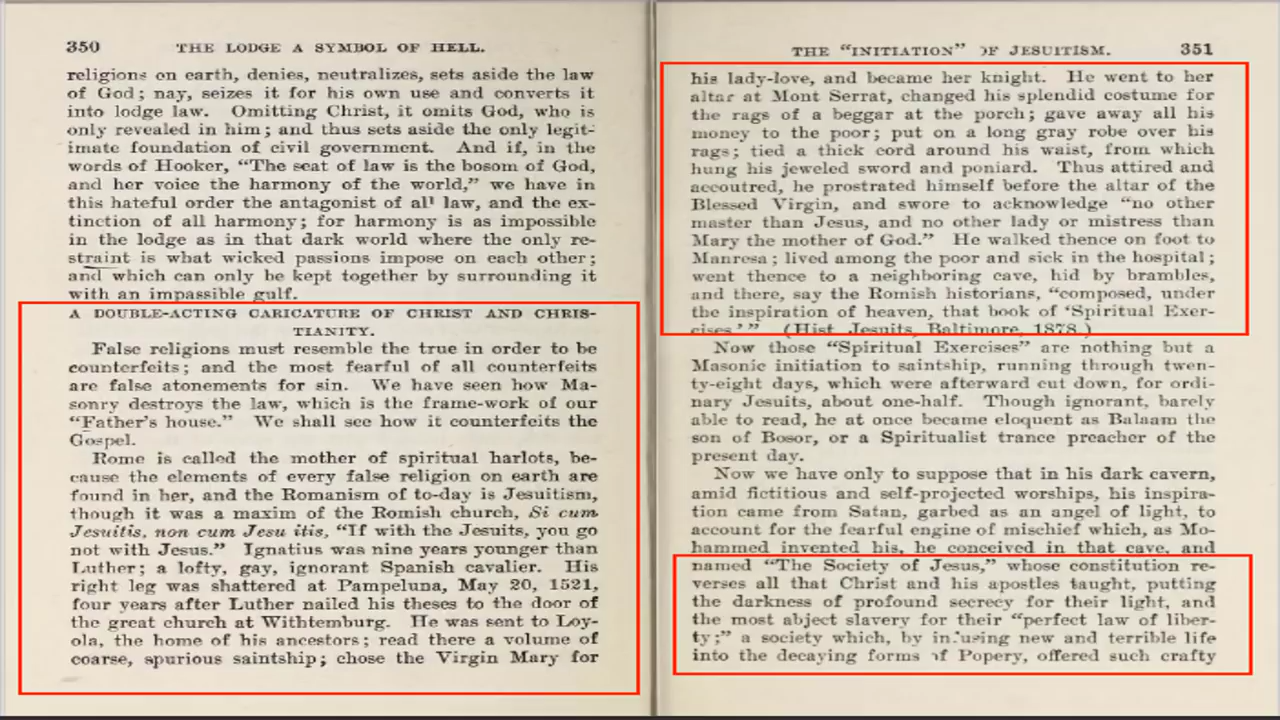 350 THE LODGE A SYMBOL OF HELL.
religions on earth, denies, neutralizes, sets aside the law
of God; nay, seizes it for his own use and converts it
into lodge law. Omitting Christ, it omits God, who is
only revealed in him; and thus sets aside the only legit-
imate foundation of civil government. And if, in the
words of Hooker, “The seat of law is the bosom of God,
and her voice the harmony of the world,” we have in
this hateful order the antagonist of all law, and the ex-
tinction of all harmony; for harmony is as impossible
in the lodge as in that dark world where the only re-
straint is what wicked passions impose on each other;
and which can only be kept together by surrounding it
with an impassible gulf.
A DOUBLE-ACTING CARICATURE OF CHRIST AND CHRIS-
TIANITY.
False religions must resemble the true in order to be
counterfeits; and the most fearful of all counterfeits
are false atonements for sin. We have seen how Ma-
sonry destroys the law, which is the frame-work of our
“Father's house.” We shall see how it counterfeits the
Gospel.
Rome is called the mother of spiritual harlots, be-
cause the elements of every false religion on earth are
found in her, and the Romanism of to-day is Jesuitism,
though it was a maxim of the Romish church, Si cum
Jesuitis, non cum Jesu itis, “If with the Jesuits, you go
not with Jesus.” Ignatius was nine years younger than
Luther; a lofty, gay, ignorant Spanish cavalier. His
right leg was shattered at Pampeluna, May 20, 1521,
four years after Luther nailed his theses to the door of
the great church at Withtemburg. He was sent to Loy-
ola, the home of his ancestors; read there a volume of
coarse, spurious saintship; chose the Virgin Mary for
THE “INITIATION” OF JESUITISM. 351
his lady-love, and became her knight. He went to her
altar at Mont Serrat, changed his splendid costume for
the rags of a beggar at the porch; gave away all his
money to the poor; put on a long gray robe over his
rags; tied a thick cord around his waist, from which
hung his jeweled sword and poniard. Thus attired and
accoutred, he prostrated himself before the altar of the
Blessed Virgin, and swore to acknowledge “no other
master than Jesus, and no other lady or mistress than
Mary the mother of God.” He walked thence on foot to
Manresa; lived among the poor and sick in the hospital;
went thence to a neighboring cave, hid by brambles,
and there, say the Romish historians, “composed, under
the inspiration of heaven, that book of ‘Spiritual Exer-
cises’” (Hist. Jesuits, Baltimore, 1878.)
Now those “Spiritual Exercises” are nothing but a
Masonic initiation to saintship, running through twen-
ty-eight days, which were afterward cut down, for ordi-
nary Jesuits, about one-half. Though ignorant, barely
able to read, he at once became eloquent as Balaam the
son of Bosor, or a Spiritualist trance preacher of the
present day.
Now we have only to suppose that in his dark cavern,
amid fictitious and self-projected worships, his inspira-
tion came from Satan, garbed as an angel of light, to
account for the fearful engine of mischief which, as Mo-
hammed invented his, he conceived in that cave, and
named “The Society of Jesus,” whose constitution re-
verses all that Christ and his apostles taught, putting
the darkness of profound secrecy for their light, and
the most abject slavery for their “perfect law of liber-
ty;” a society which, by infusing new and terrible life
into the decaying forms of Popery, offered such crafty